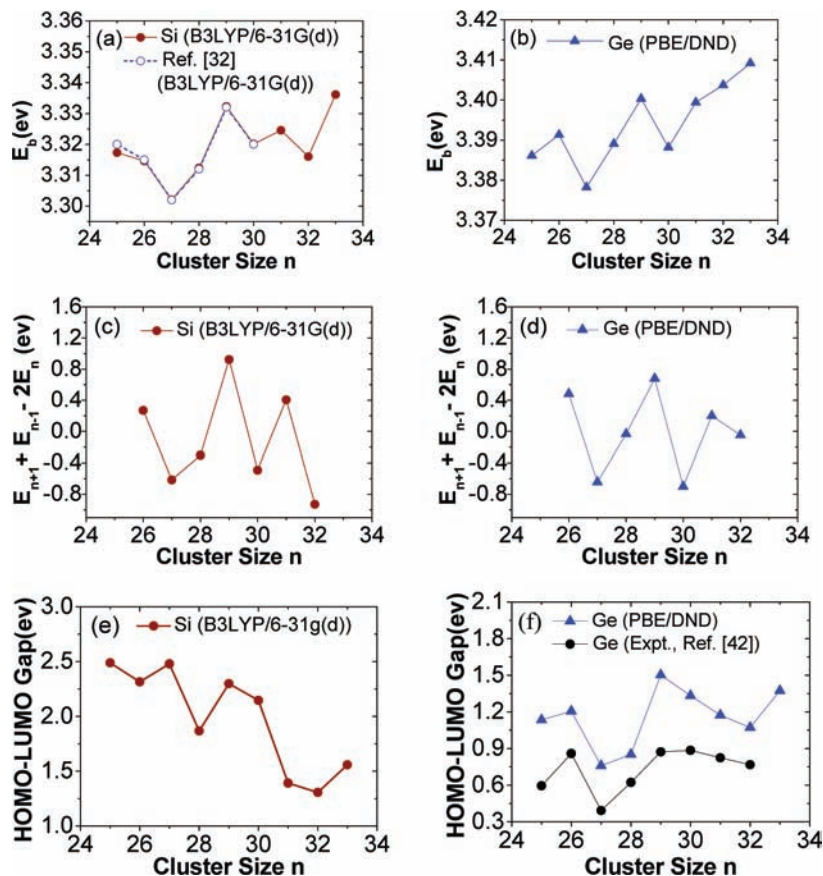 (a)
Si (B3LYP/6-31G(d))
Ref. [32]
(B3LYP/6-31G(d))
3.36
3.35
3.34
3.33
3.32
3.31
3.30
E_b(ev)
24 26 28 30 32 34
Cluster Size n
(b)
Ge (PBE/DND)
3.42
3.41
3.40
3.39
3.38
3.37
E_b(ev)
24 26 28 30 32 34
Cluster Size n
(c)
Si (B3LYP/6-31G(d))
1.6
1.2
0.8
0.4
0.0
-0.4
-0.8
E_n+1 + E_n-1 - 2E_n (ev)
24 26 28 30 32 34
Cluster Size n
(d)
Ge (PBE/DND)
1.6
1.2
0.8
0.4
0.0
-0.4
-0.8
E_n+1 + E_n-1 - 2E_n (ev)
24 26 28 30 32 34
Cluster Size n
(e)
Si (B3LYP/6-31g(d))
3.0
2.5
2.0
1.5
1.0
HOMO-LUMO Gap(ev)
24 26 28 30 32 34
Cluster Size n
(f)
Ge (PBE/DND)
Ge (Expt., Ref. [42])
2.1
1.8
1.5
1.2
0.9
0.6
0.3
HOMO-LUMO Gap(ev)
24 26 28 30 32 34
Cluster Size n